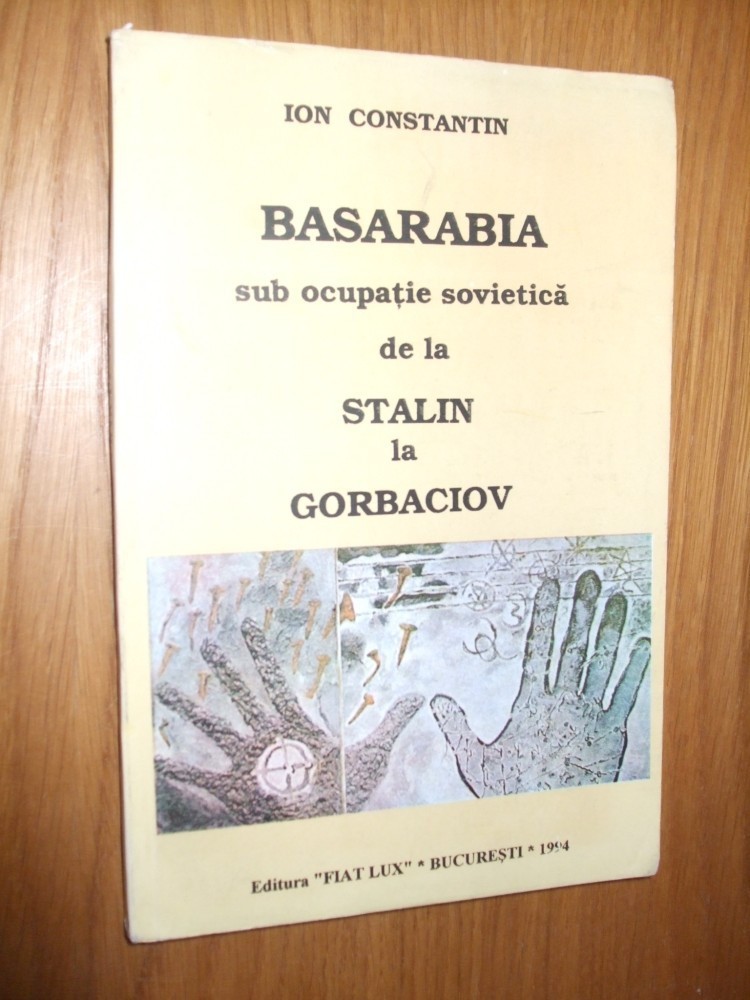 ION CONSTANTIN
BASARABIA
sub ocupație sovietică
de la
STALIN
la
GORBACIOV
Editura "FIAT LUX" * BUCUREȘTI * 1994